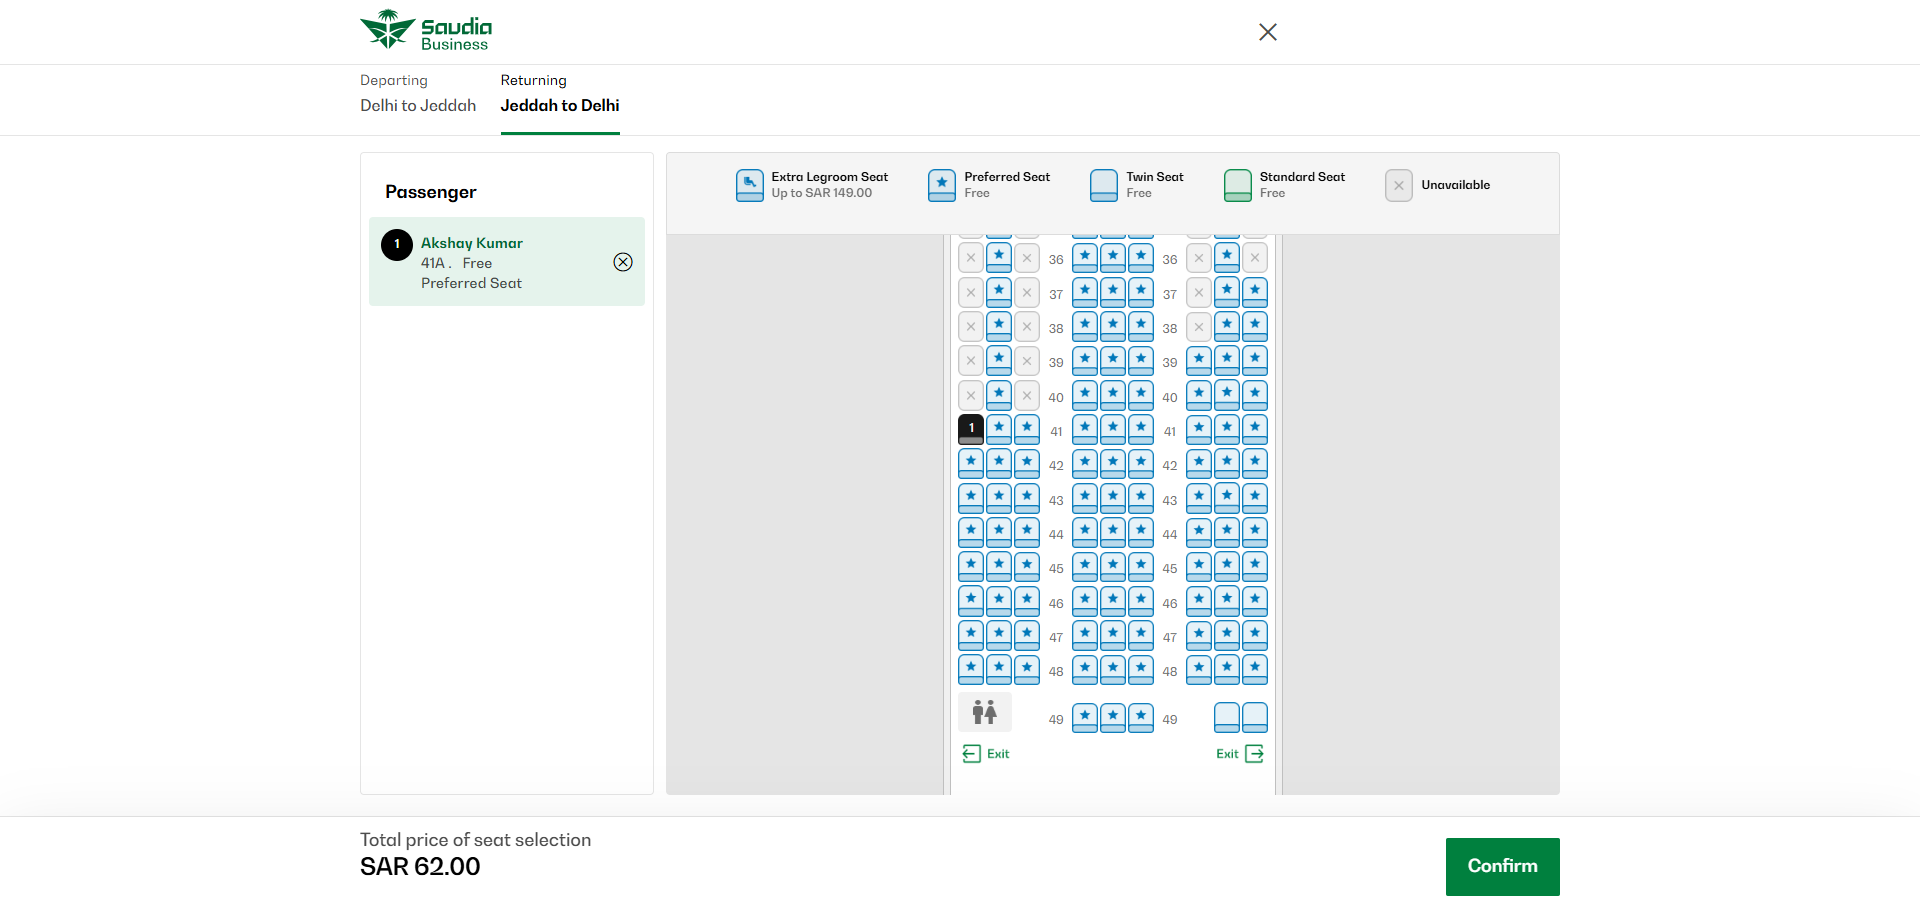 Saudia
Business
Departing
Delhi to Jeddah
Returning
Jeddah to Delhi
Passenger
1
Akshay Kumar
41A . Free
Preferred Seat
Extra Legroom Seat
Up to SAR 149.00
Preferred Seat
Free
Twin Seat
Free
Standard Seat
Free
Unavailable
36 36
37 37
38 38
39 39
40 40
1 41 41
42 42
43 43
44 44
45 45
46 46
47 47
48 48
49 49
Exit Exit
Total price of seat selection
SAR 62.00
Confirm